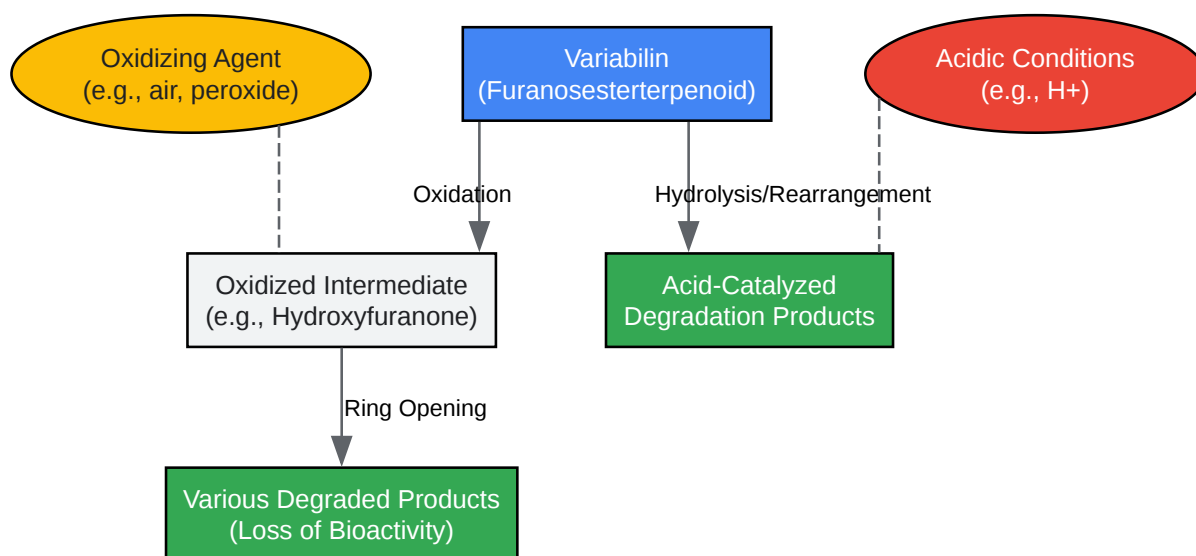 Oxidizing Agent
(e.g., air, peroxide)
Variabilin
(Furanosesterterpenoid)
Acidic Conditions
(e.g., H+)
Oxidation
Hydrolysis/Rearrangement
Oxidized Intermediate
(e.g., Hydroxyfuranone)
Acid-Catalyzed
Degradation Products
Ring Opening
Various Degraded Products
(Loss of Bioactivity)